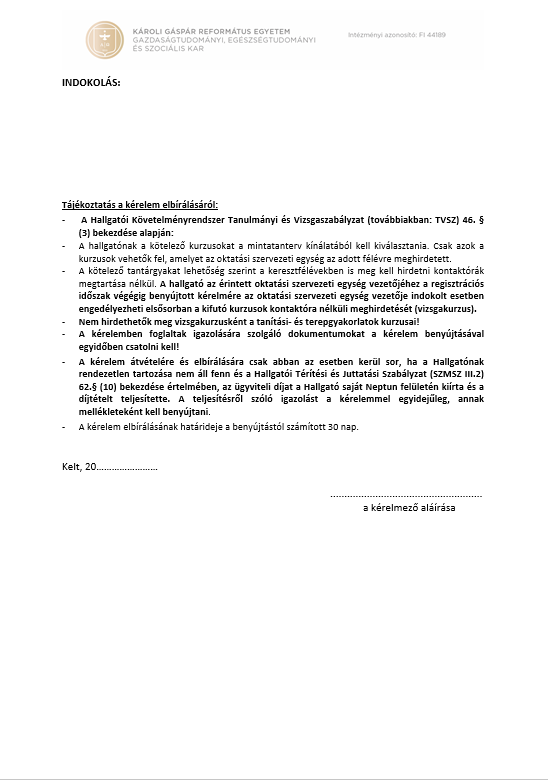 KÁROLI GÁSPÁR REFORMÁTUS EGYETEM
GAZDASÁGTUDOMÁNYI, EGÉSZSÉGTUDOMÁNYI
ÉS SZOCIÁLIS KAR
Intézményi azonosító: FI 44189
INDOKOLÁS:
Tájékoztatás a kérelem elbírálásáról:
- A Hallgatói Követelményrendszer Tanulmányi és Vizsgaszabályzat (továbbiakban: TVSZ) 46. §
(3) bekezdése alapján:
- A hallgatónak a kötelező kurzusokat a mintatanterv kínálatából kell kiválasztania. Csak azok a
kurzusok vehetők fel, amelyet az oktatási szervezeti egység az adott félévre meghirdetett.
- A kötelező tantárgyakat lehetőség szerint a keresztfélévekben is meg kell hirdetni kontaktórák
megtartása nélkül. A hallgató az érintett oktatási szervezeti egység vezetőjéhez a regisztrációs
időszak végégig benyújtott kérelmére az oktatási szervezeti egység vezetője indokolt esetben
engedélyezheti elsősorban a kifutó kurzusok kontaktóra nélküli meghirdetését (vizsgakurzus).
- Nem hirdethetők meg vizsgakurzusként a tanítási- és terepgyakorlatok kurzusai!
- A kérelemben foglaltak igazolására szolgáló dokumentumokat a kérelem benyújtásával
egyidőben csatolni kell!
- A kérelem átvételére és elbírálására csak abban az esetben kerül sor, ha a Hallgatónak
rendezetlen tartozása nem áll fenn és a Hallgatói Térítési és Juttatási Szabályzat (SZMSZ III.2)
62.§ (10) bekezdése értelmében, az ügyviteli díjat a Hallgató saját Neptun felületén kiírta és a
díjtételt teljesítette. A teljesítésről szóló igazolást a kérelemmel egyidejűleg, annak
mellékleteként kell benyújtani.
- A kérelem elbírálásának határideje a benyújtástól számított 30 nap.
Kelt, 20……………………
......................................................
a kérelmező aláírása